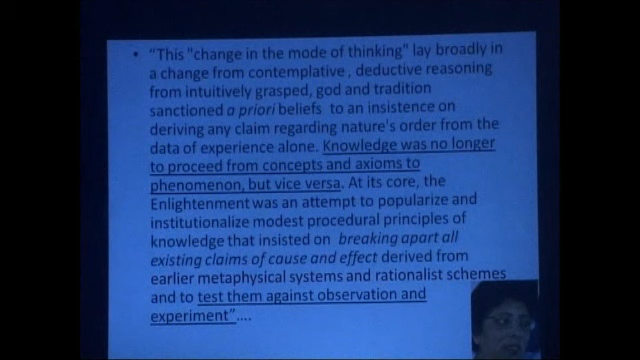 • "This "change in the mode of thinking" lay broadly in
a change from contemplative , deductive reasoning
from intuitively grasped, god and tradition
sanctioned a priori beliefs to an insistence on
deriving any claim regarding nature's order from the
data of experience alone. Knowledge was no longer
to proceed from concepts and axioms to
phenomenon, but vice versa. At its core, the
Enlightenment was an attempt to popularize and
institutionalize modest procedural principles of
knowledge that insisted on breaking apart all
existing claims of cause and effect derived from
earlier metaphysical systems and rationalist schemes
and to test them against observation and
experiment"....